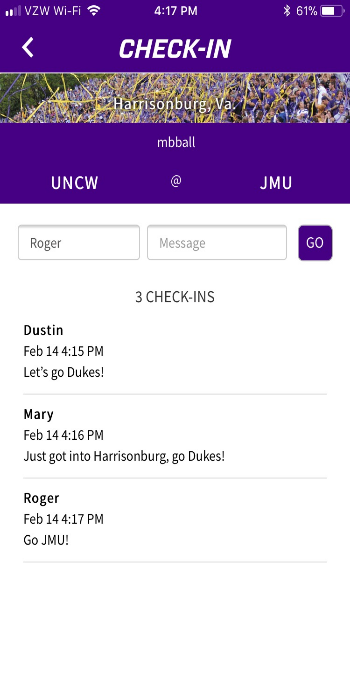 VZW Wi-Fi 4:17 PM 61%
CHECK-IN
Harrisonburg, Va.
mbball
UNCW @ JMU
Roger Message GO
3 CHECK-INS
Dustin
Feb 14 4:15 PM
Let's go Dukes!
Mary
Feb 14 4:16 PM
Just got into Harrisonburg, go Dukes!
Roger
Feb 14 4:17 PM
Go JMU!